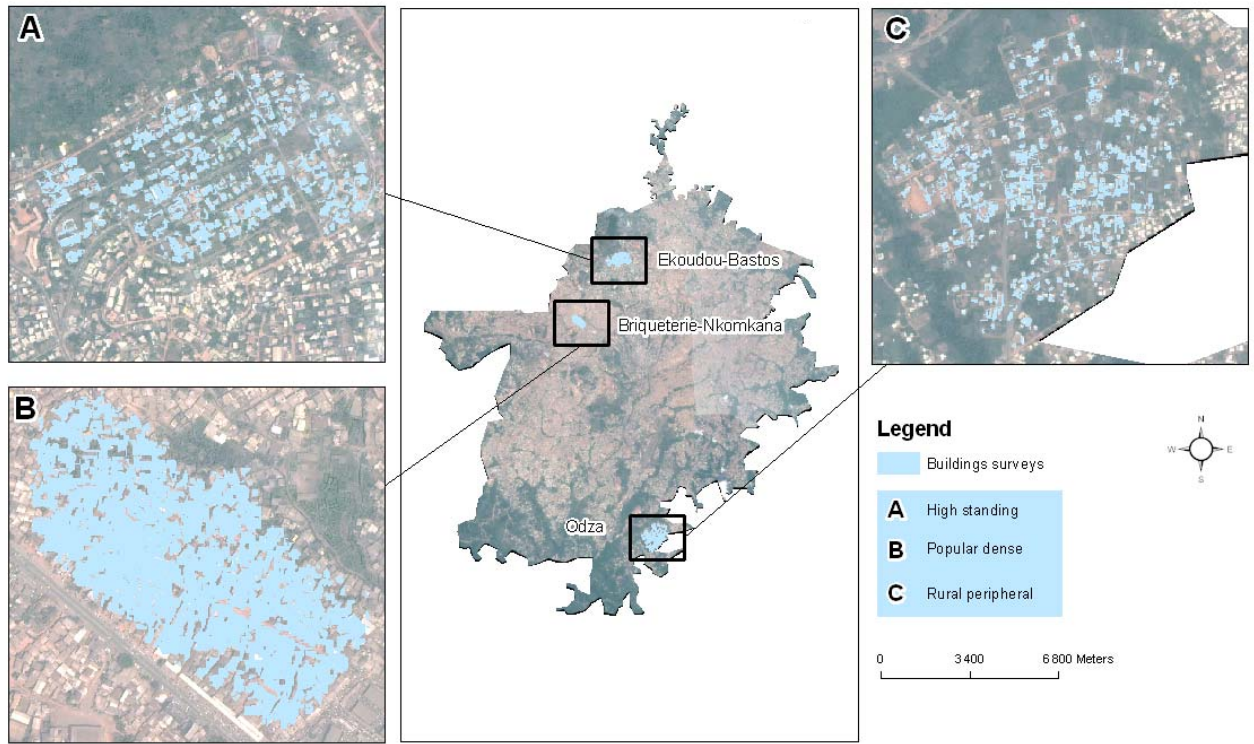 A
C
Ekoudou-Bastos
Briqueterie-Nkomkana
B
Odza
Legend
Buildings surveys
A High standing
B Popular dense
C Rural peripheral
N
W E
S
0 3 400 6 800 Meters